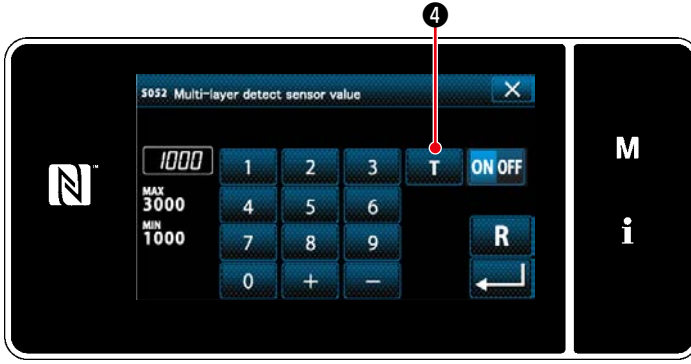 4
S052 Multi-layer detect sensor value
1000 1 2 3 T ON OFF
MAX
3000 4 5 6
MIN
1000 7 8 9 R
0 + −
M
i